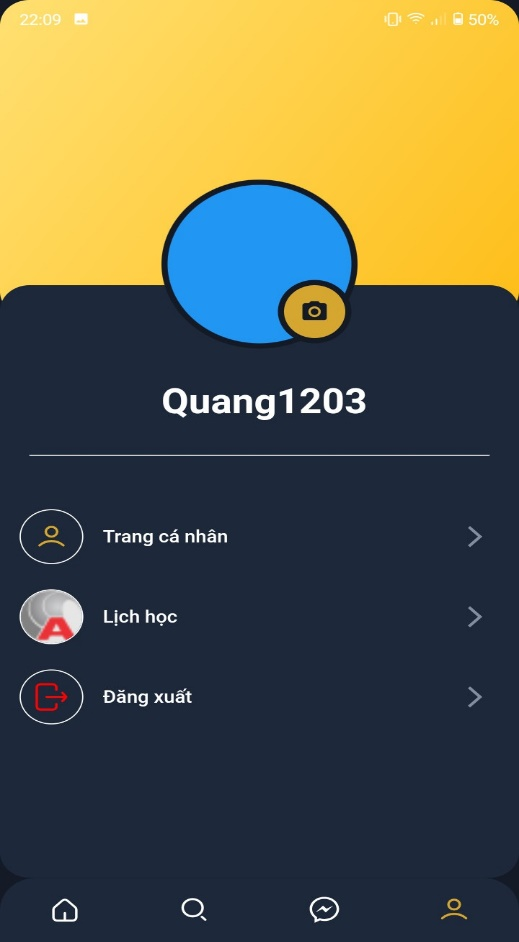 22:09 50%
Quang1203
Trang cá nhân
A
Lịch học
Đăng xuất